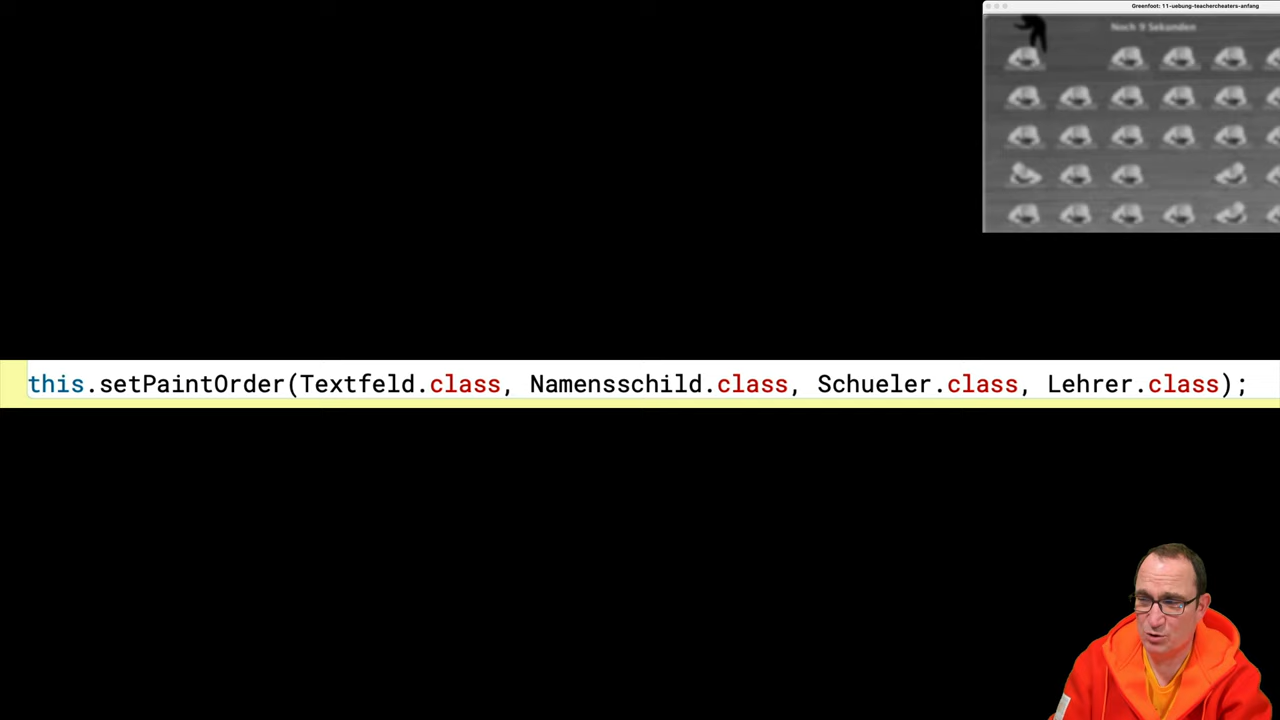 Greenfoot: 11-uebung-teachercheaters-anfang
Noch 9 Sekunden
this.setPaintOrder(Textfeld.class, Namensschild.class, Schueler.class, Lehrer.class);